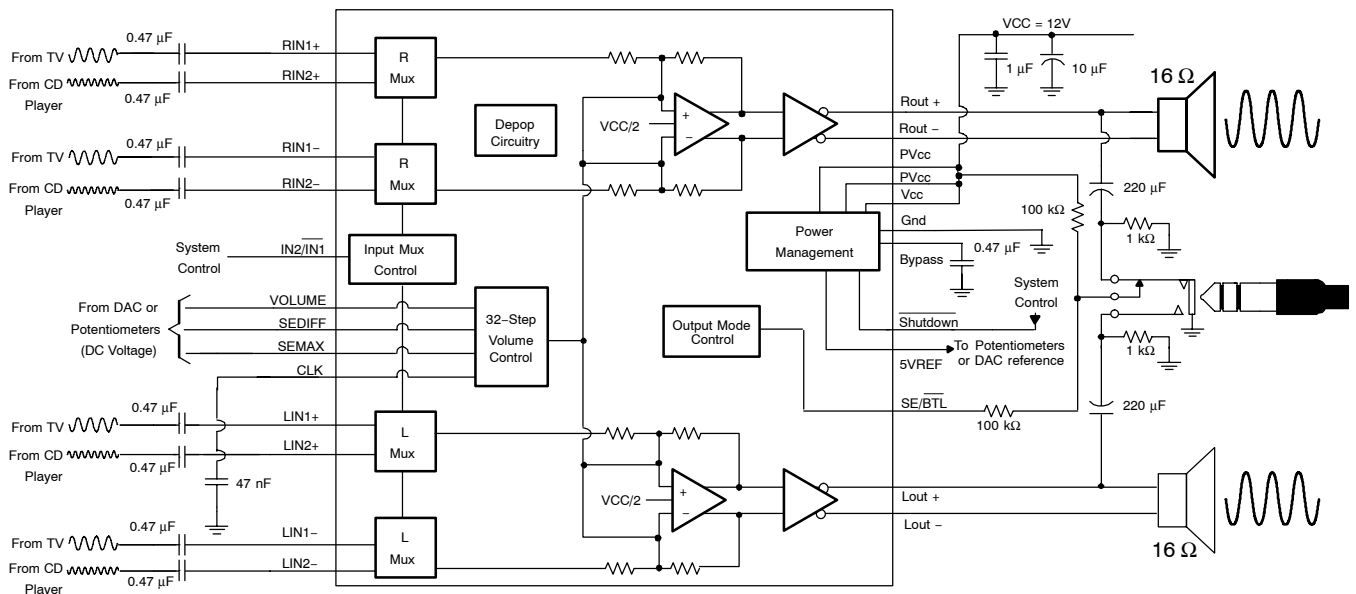 VCC = 12V
1 µF
10 µF
16 Ω
From TV
0.47 µF
RIN1+
From CD
Player
0.47 µF
RIN2+
R
Mux
Depop
Circuitry
VCC/2
+
−
Rout +
Rout −
From TV
0.47 µF
RIN1−
From CD
Player
0.47 µF
RIN2−
R
Mux
PVcc
PVcc
Vcc
Gnd
Bypass
0.47 µF
100 kΩ
220 µF
1 kΩ
Power
Management
System
Control
IN2/IN1
Input Mux
Control
From DAC or
Potentiometers
(DC Voltage)
VOLUME
SEDIFF
SEMAX
CLK
32−Step
Volume
Control
Output Mode
Control
System
Control
Shutdown
5VREF
To Potentiometers
or DAC reference
SE/BTL
100 kΩ
1 kΩ
220 µF
From TV
0.47 µF
LIN1+
From CD
Player
0.47 µF
LIN2+
L
Mux
47 nF
VCC/2
+
−
Lout +
Lout −
16 Ω
From TV
0.47 µF
LIN1−
From CD
Player
0.47 µF
LIN2−
L
Mux